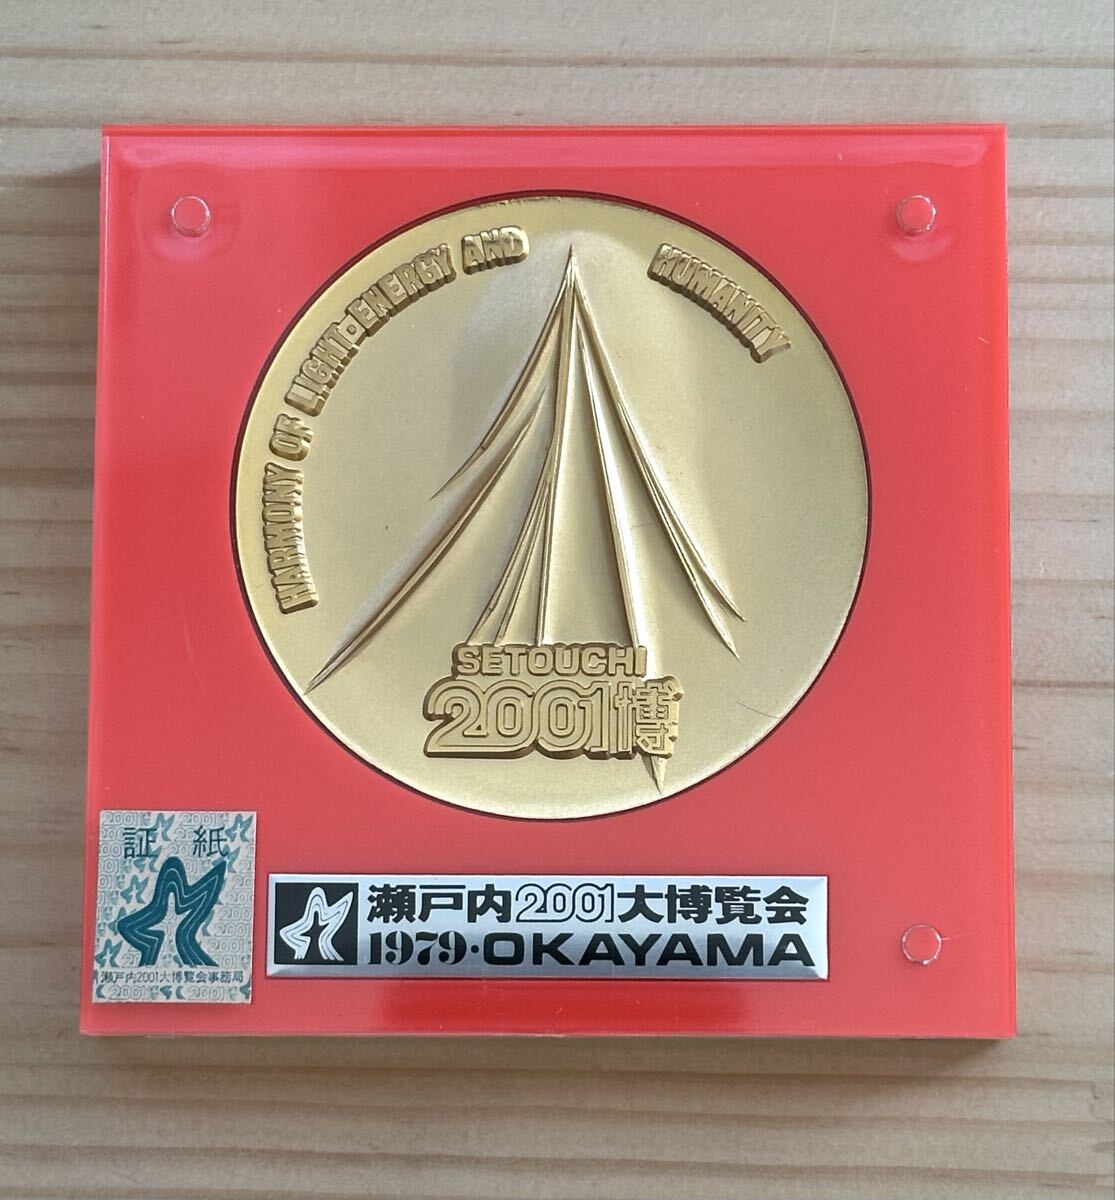 HARMONY OF LIGHT·ENERGY AND HUMANITY
SETOUCHI
2001博
証 紙
瀬戸内2001大博覧会事務局
瀬戸内2001大博覧会
1979·OKAYAMA